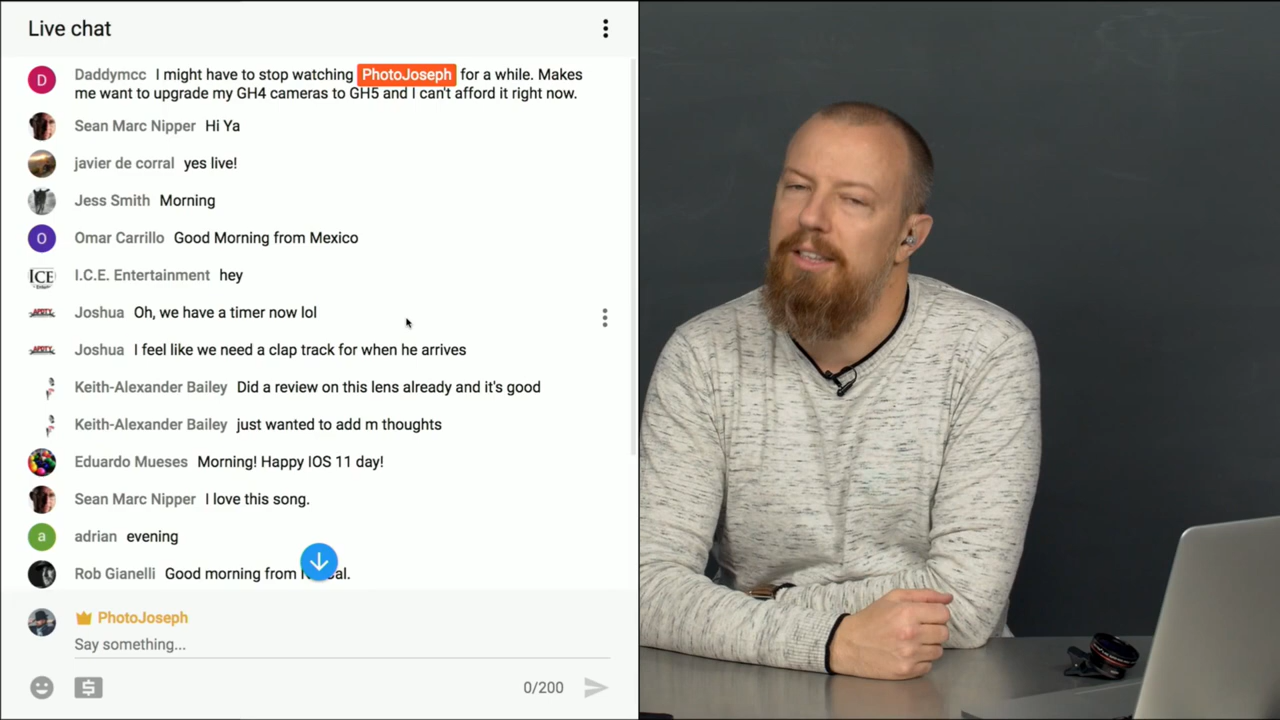 Live chat
D Daddymcc I might have to stop watching PhotoJoseph for a while. Makes
me want to upgrade my GH4 cameras to GH5 and I can't afford it right now.
Sean Marc Nipper Hi Ya
javier de corral yes live!
Jess Smith Morning
O Omar Carrillo Good Morning from Mexico
ICE I.C.E. Entertainment hey
Joshua Oh, we have a timer now lol
Joshua I feel like we need a clap track for when he arrives
Keith-Alexander Bailey Did a review on this lens already and it's good
Keith-Alexander Bailey just wanted to add m thoughts
Eduardo Mueses Morning! Happy IOS 11 day!
Sean Marc Nipper I love this song.
a adrian evening
Rob Gianelli Good morning from
PhotoJoseph
Say something...
$ 0/200